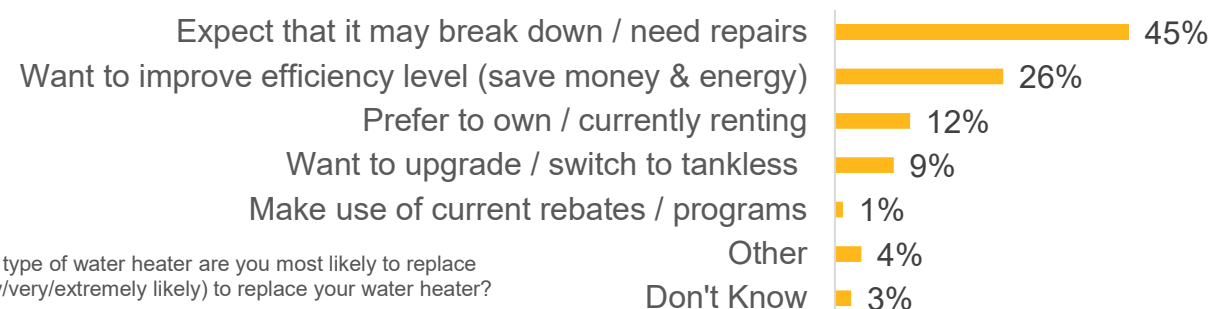 Expect that it may break down / need repairs 45%
Want to improve efficiency level (save money & energy) 26%
Prefer to own / currently renting 12%
Want to upgrade / switch to tankless 9%
Make use of current rebates / programs 1%
Other 4%
type of water heater are you most likely to replace
/very/extremely likely) to replace your water heater?
Don't Know 3%